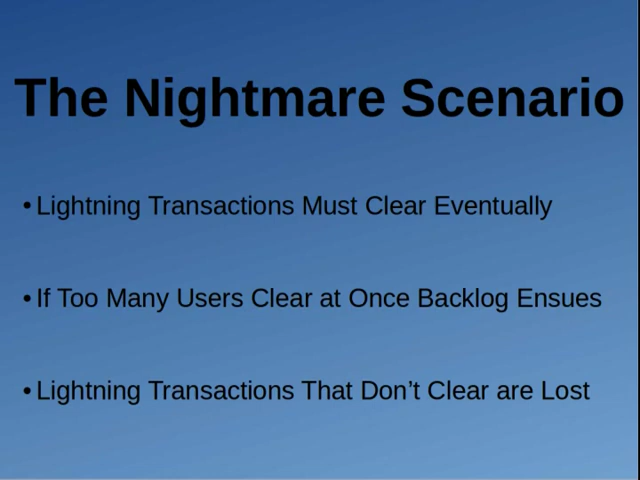 The Nightmare Scenario
• Lightning Transactions Must Clear Eventually
• If Too Many Users Clear at Once Backlog Ensues
• Lightning Transactions That Don’t Clear are Lost